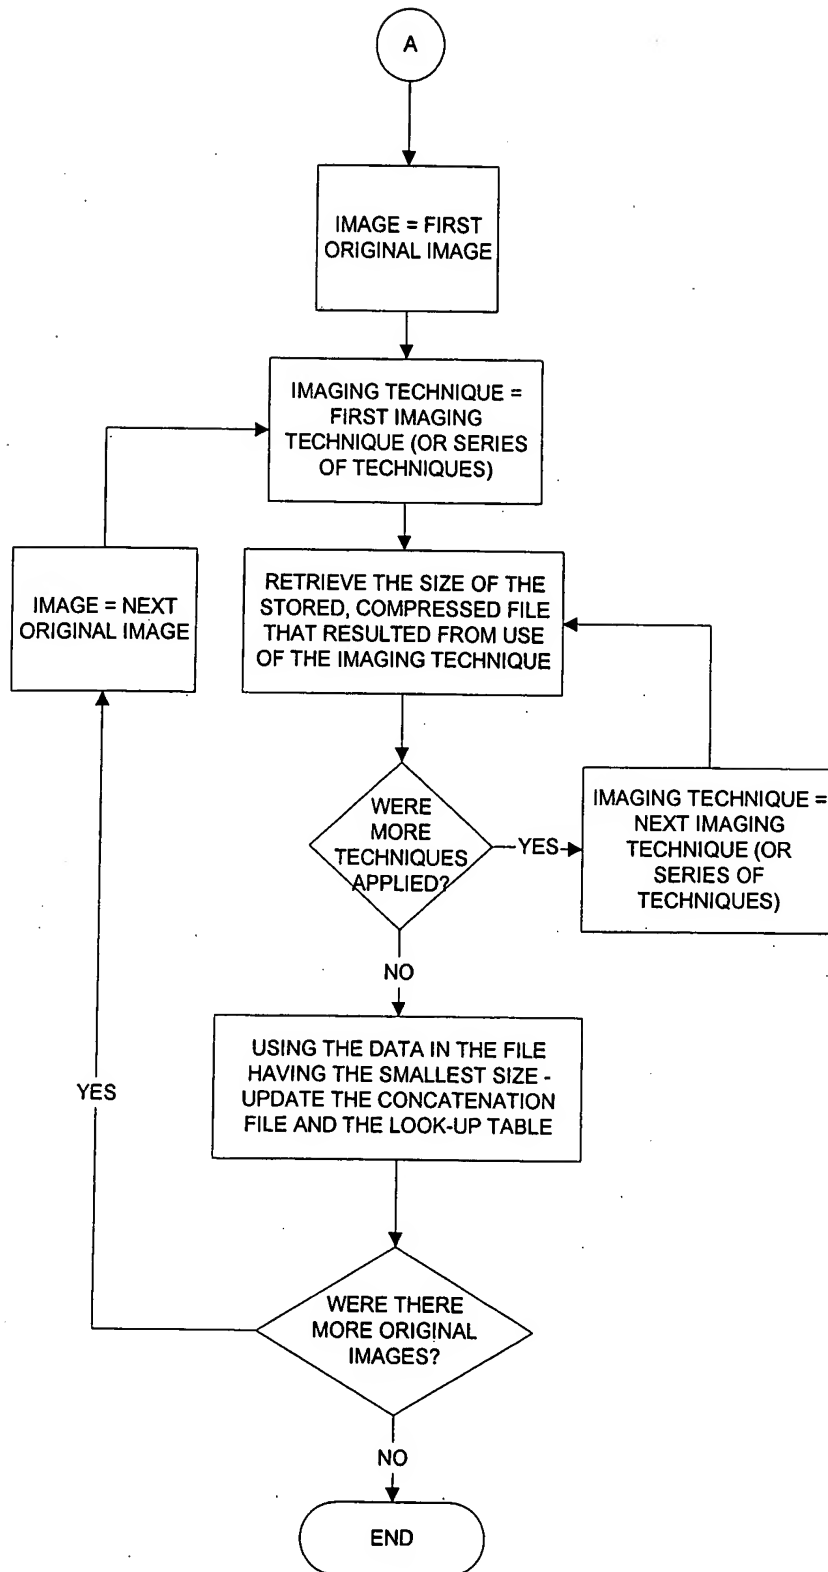 A
IMAGE = FIRST
ORIGINAL IMAGE
IMAGING TECHNIQUE =
FIRST IMAGING
TECHNIQUE (OR SERIES
OF TECHNIQUES)
IMAGE = NEXT
ORIGINAL IMAGE
RETRIEVE THE SIZE OF THE
STORED, COMPRESSED FILE
THAT RESULTED FROM USE
OF THE IMAGING TECHNIQUE
WERE
MORE
TECHNIQUES
APPLIED?
YES
IMAGING TECHNIQUE =
NEXT IMAGING
TECHNIQUE (OR
SERIES OF
TECHNIQUES)
NO
USING THE DATA IN THE FILE
HAVING THE SMALLEST SIZE -
UPDATE THE CONCATENATION
FILE AND THE LOOK-UP TABLE
YES
WERE THERE
MORE ORIGINAL
IMAGES?
NO
END